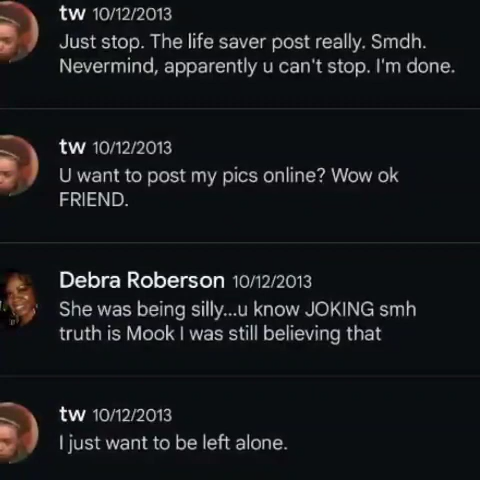 tw 10/12/2013
Just stop. The life saver post really. Smdh.
Nevermind, apparently u can't stop. I'm done.
tw 10/12/2013
U want to post my pics online? Wow ok
FRIEND.
Debra Roberson 10/12/2013
She was being silly...u know JOKING smh
truth is Mook I was still believing that
tw 10/12/2013
I just want to be left alone.